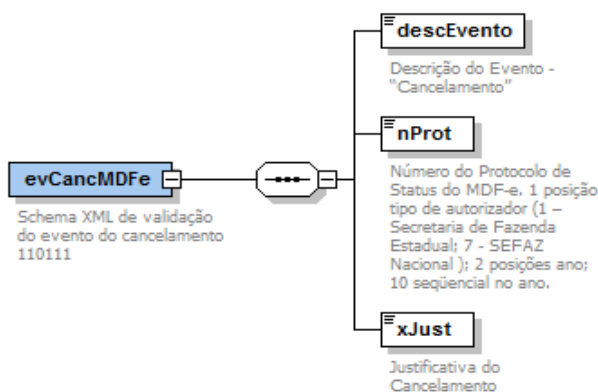 descEvento
Descrição do Evento -
“Cancelamento”
nProt
Número do Protocolo de
Status do MDF-e. 1 posição
tipo de autorizador (1 –
Secretaria de Fazenda
Estadual; 7 - SEFAZ
Nacional ); 2 posições ano;
10 seqüencial no ano.
evCancMDFe
Schema XML de validação
do evento do cancelamento
110111
xJust
Justificativa do
Cancelamento